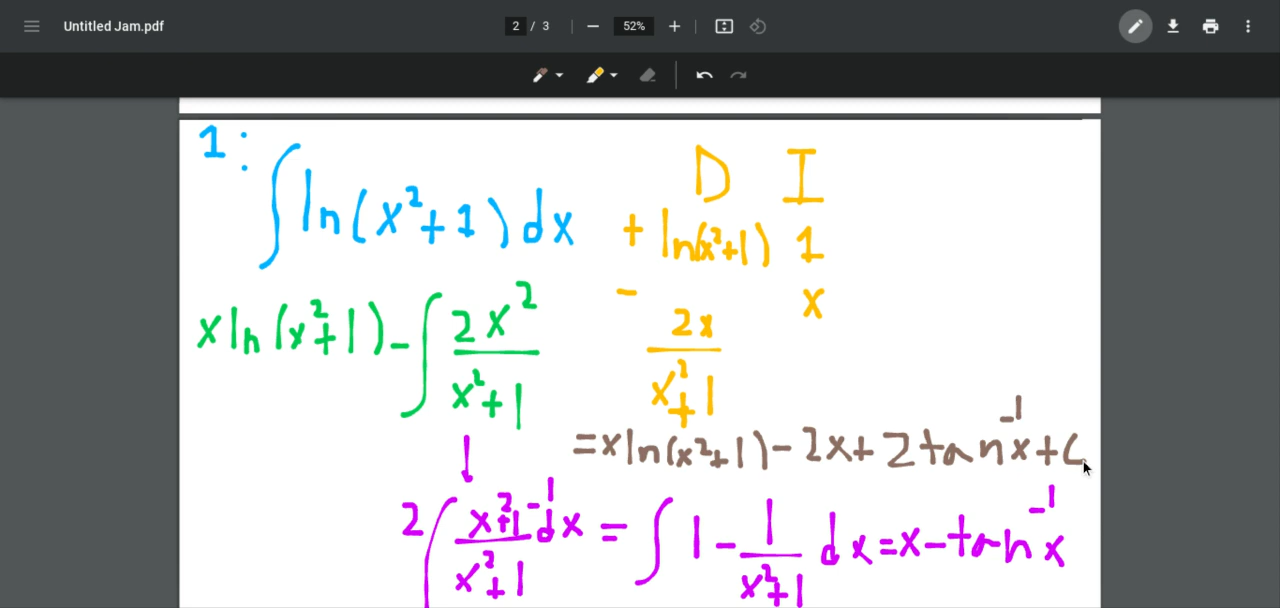 Untitled Jam.pdf 2 / 3 52%
1:
∫ln(x²+1)dx
D I
+ ln(x²+1) 1
- 2x/(x²+1) x
xln(x²+1)-∫2x²/(x²+1)
=xln(x²+1)-2x+2tan⁻¹x+C
2∫(x²+1-1)/(x²+1)dx=∫1-1/(x²+1)dx=x-tan⁻¹x